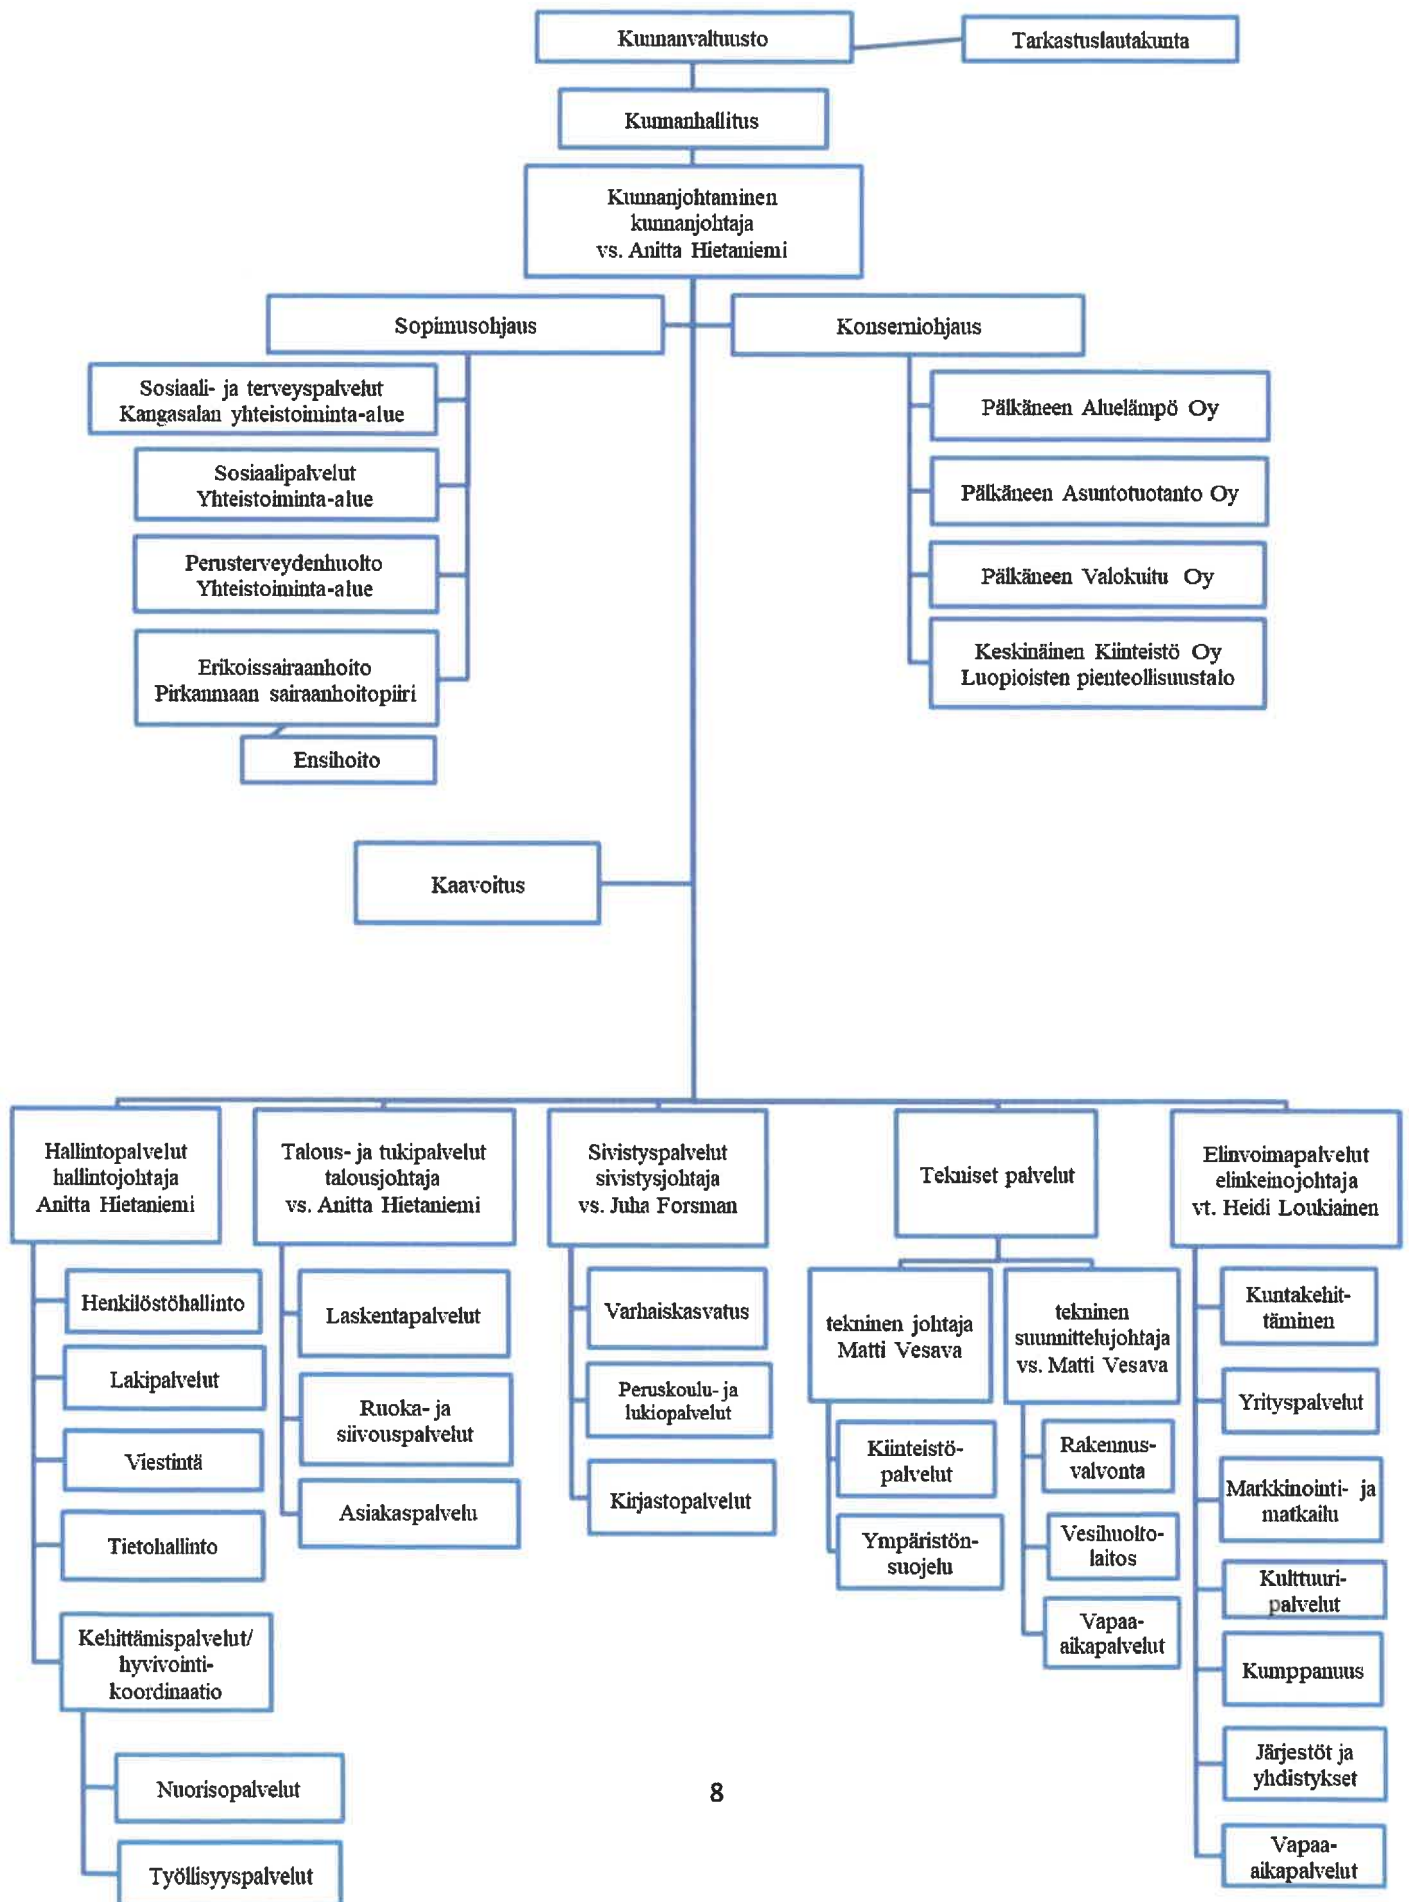 Kunnanvaltuusto
Tarkastuslautakunta
Kunnanhallitus
Kunnanjohtaminen
kunnanjohtaja
vs. Anitta Hietaniemi
Sopimusohjaus
Konserniohjaus
Sosiaali- ja terveyspalvelut
Kangasalan yhteistoiminta-alue
Sosiaalipalvelut
Yhteistoiminta-alue
Perusterveydenhuolto
Yhteistoiminta-alue
Erikoissairaanhoito
Pirkanmaan sairaanhoitopiiri
Ensihoito
Pälkäneen Aluelämpö Oy
Pälkäneen Asuntotuotanto Oy
Pälkäneen Valokuitu Oy
Keskinäinen Kiinteistö Oy
Luopioisten pienteollisuustalo
Kaavoitus
Hallintopalvelut
hallintojohtaja
Anitta Hietaniemi
Henkilöstöhallinto
Lakipalvelut
Viestintä
Tietohallinto
Kehittämispalvelut/
hyvivointi-
koordinaatio
Nuorisopalvelut
Työllisyyspalvelut
Talous- ja tukipalvelut
talousjohtaja
vs. Anitta Hietaniemi
Laskentapalvelut
Ruoka- ja
siivouspalvelut
Asiakaspalvelu
Sivistyspalvelut
sivistysjohtaja
vs. Juha Forsman
Varhaiskasvatus
Peruskoulu- ja
lukiopalvelut
Kirjastopalvelut
Tekniset palvelut
tekninen johtaja
Matti Vesava
Kiinteistö-
palvelut
Ympäristön-
suojelu
tekninen
suunnittelujohtaja
vs. Matti Vesava
Rakennus-
valvonta
Vesihuolto-
laitos
Vapaa-
aikapalvelut
Elinvoimapalvelut
elinkeinojohtaja
vt. Heidi Loukiainen
Kuntakehit-
täminen
Yrityspalvelut
Markkinointi- ja
matkailu
Kulttuuri-
palvelut
Kumppanuus
Järjestöt ja
yhdistykset
Vapaa-
aikapalvelut
8